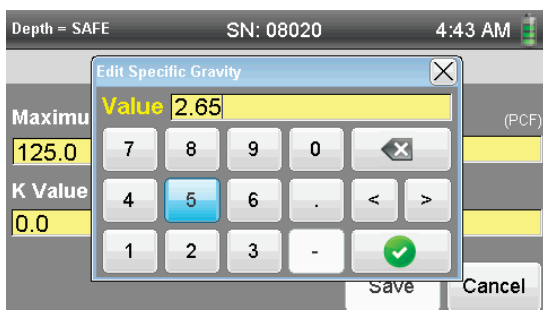 Depth = SAFE SN: 08020 4:43 AM
Edit Specific Gravity
Value 2.65
Maximu (PCF)
125.0
7 8 9 0
K Value
4 5 6 . < >
0.0
1 2 3 -
Save Cancel